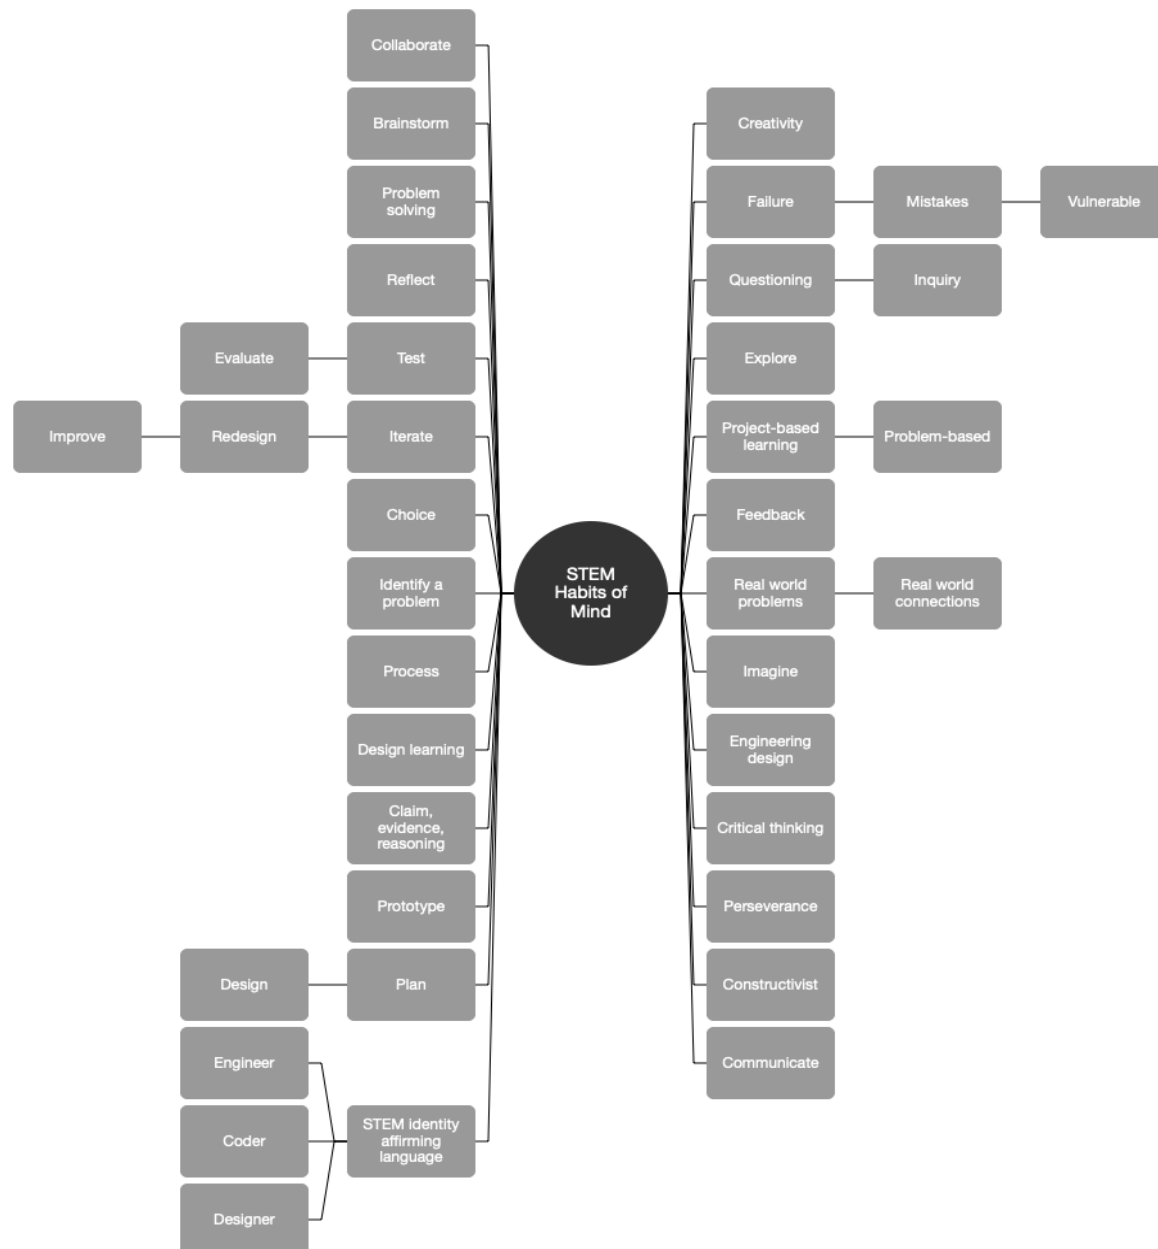 Collaborate
Brainstorm
Problem
solving
Reflect
Evaluate
Test
Improve
Redesign
Iterate
Choice
Identify a
problem
Process
Design learning
Claim,
evidence,
reasoning
Prototype
Design
Plan
Engineer
Coder
Designer
STEM identity
affirming
language
STEM
Habits of
Mind
Creativity
Failure
Mistakes
Vulnerable
Questioning
Inquiry
Explore
Project-based
learning
Problem-based
Feedback
Real world
problems
Real world
connections
Imagine
Engineering
design
Critical thinking
Perseverance
Constructivist
Communicate